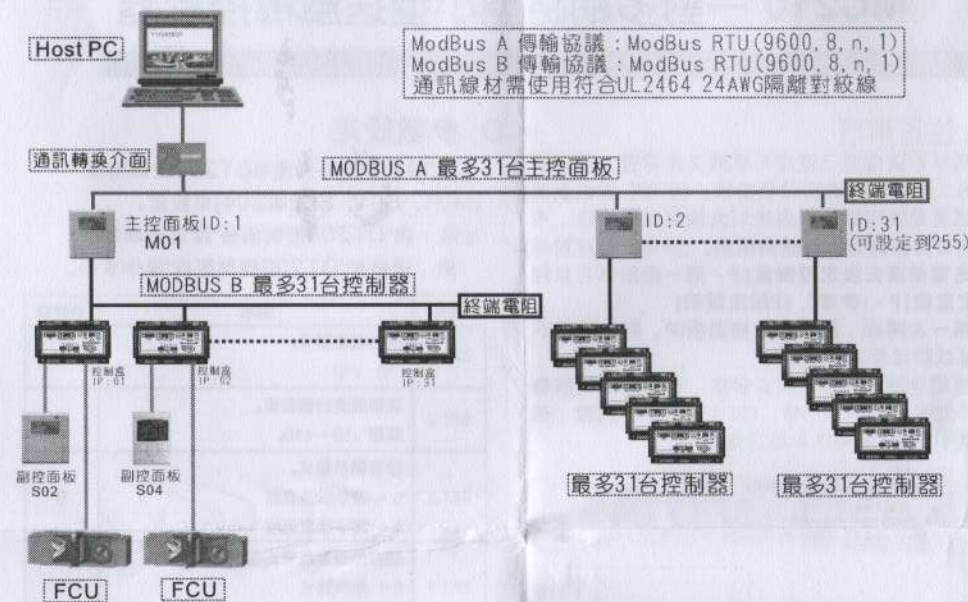 Host PC
ModBus A 傳輸協議：ModBus RTU(9600, 8, n, 1)
ModBus B 傳輸協議：ModBus RTU(9600, 8, n, 1)
通訊線材需使用符合UL2464 24AWG隔離對絞線
通訊轉換介面
MODBUS A 最多31台主控面板
終端電阻
主控面板ID:1
M01
ID:2
ID:31
(可設定到255)
MODBUS B 最多31台控制器
終端電阻
控制盒
IP:01
控制盒
IP:02
控制盒
IP:31
副控面板
S02
副控面板
S04
最多31台控制器
最多31台控制器
FCU
FCU